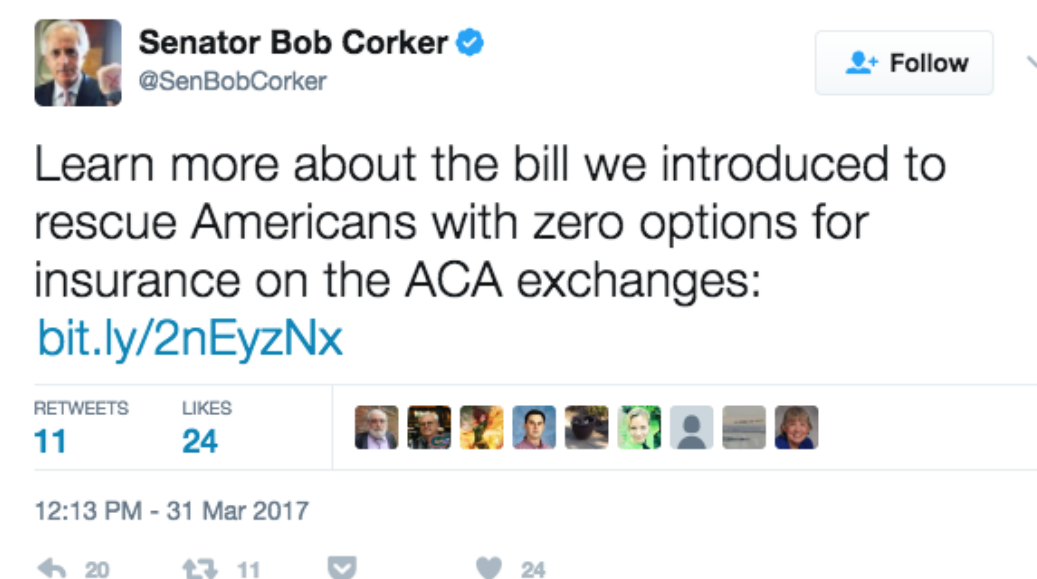 Senator Bob Corker
@SenBobCorker
Follow
Learn more about the bill we introduced to
rescue Americans with zero options for
insurance on the ACA exchanges:
bit.ly/2nEyzNx
RETWEETS LIKES
11 24
12:13 PM - 31 Mar 2017
20 11 24